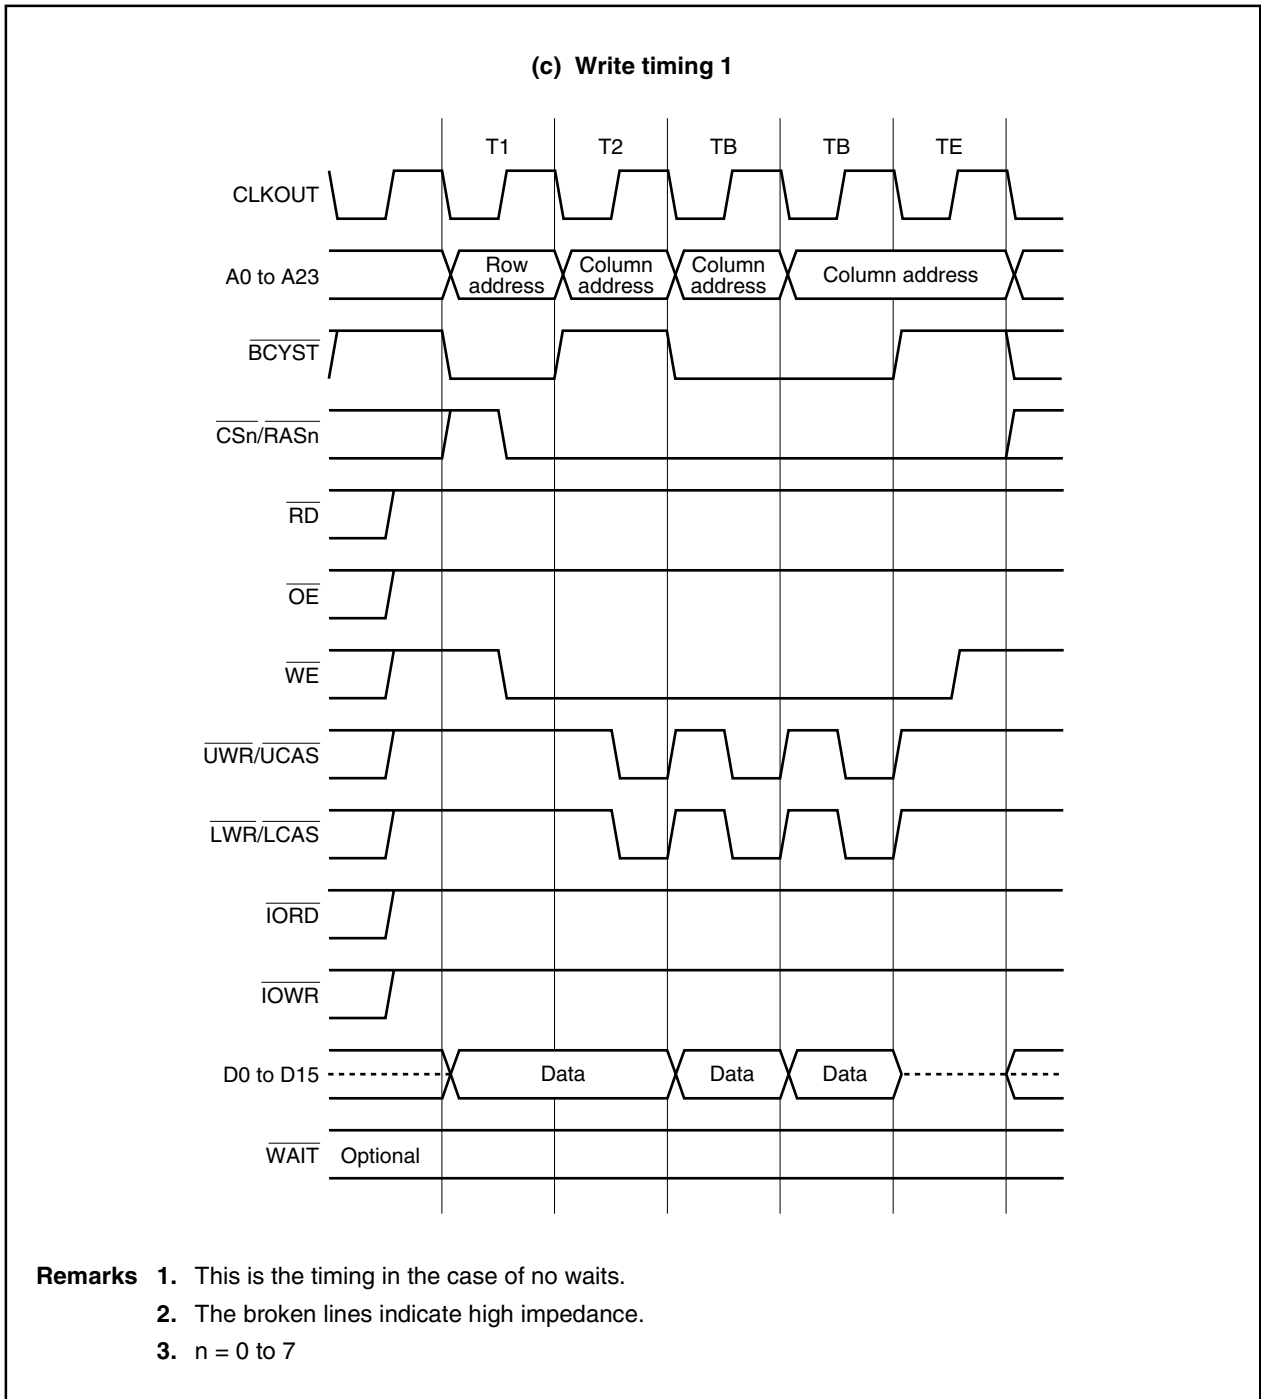 (c) Write timing 1
T1 T2 TB TB TE
CLKOUT
A0 to A23
Row
address
Column
address
Column
address
Column address
BCYST
CSn/RASn
RD
OE
WE
UWR/UCAS
LWR/LCAS
IORD
IOWR
D0 to D15 Data Data Data
WAIT Optional
Remarks 1. This is the timing in the case of no waits.
2. The broken lines indicate high impedance.
3. n = 0 to 7